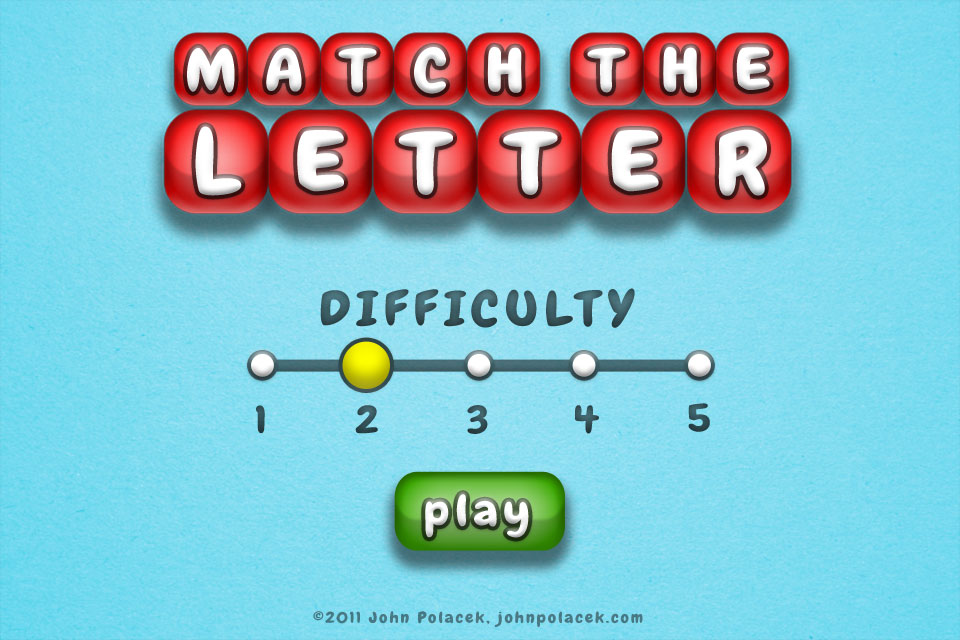 MATCH THE
LETTER
DIFFICULTY
1 2 3 4 5
play
©2011 John Polacek, johnpolacek.com